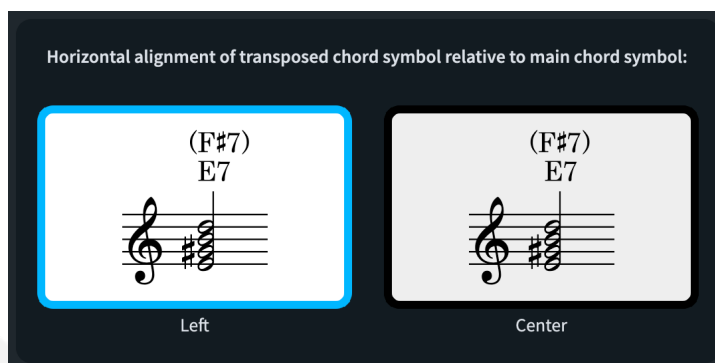 Horizontal alignment of transposed chord symbol relative to main chord symbol:
(F♯7)
E7
(F♯7)
E7
Left
Center